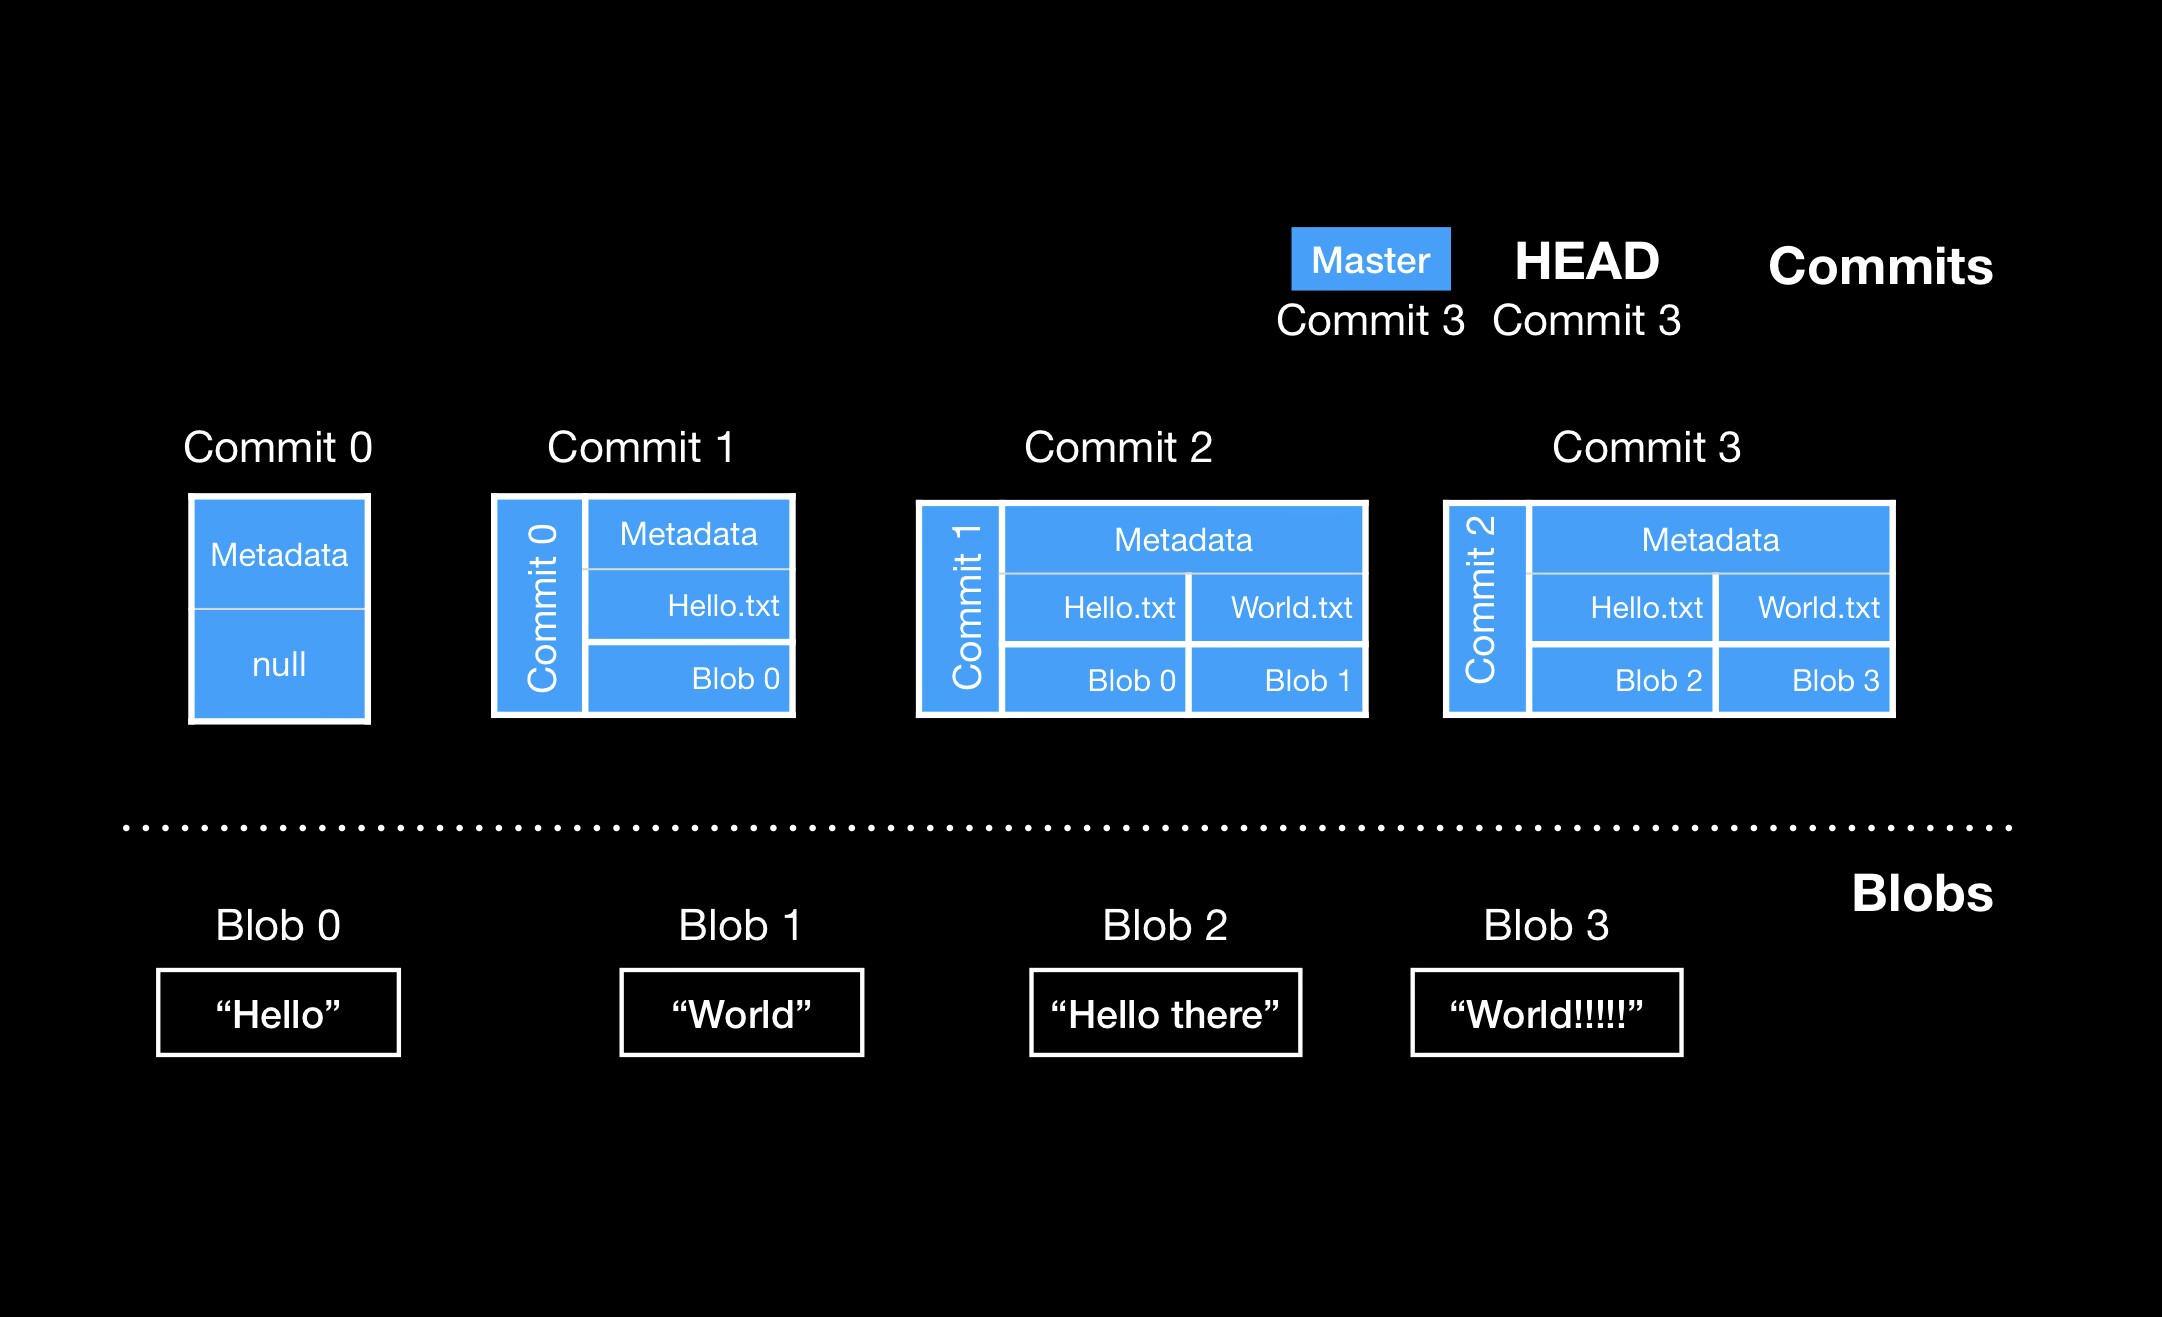 Master HEAD Commits
Commit 3 Commit 3
Commit 0 Commit 1 Commit 2 Commit 3
Metadata
null
Commit 0
Metadata
Hello.txt
Blob 0
Commit 1
Metadata
Hello.txt World.txt
Blob 0 Blob 1
Commit 2
Metadata
Hello.txt World.txt
Blob 2 Blob 3
Blobs
Blob 0 Blob 1 Blob 2 Blob 3
“Hello” “World” “Hello there” “World!!!!!”